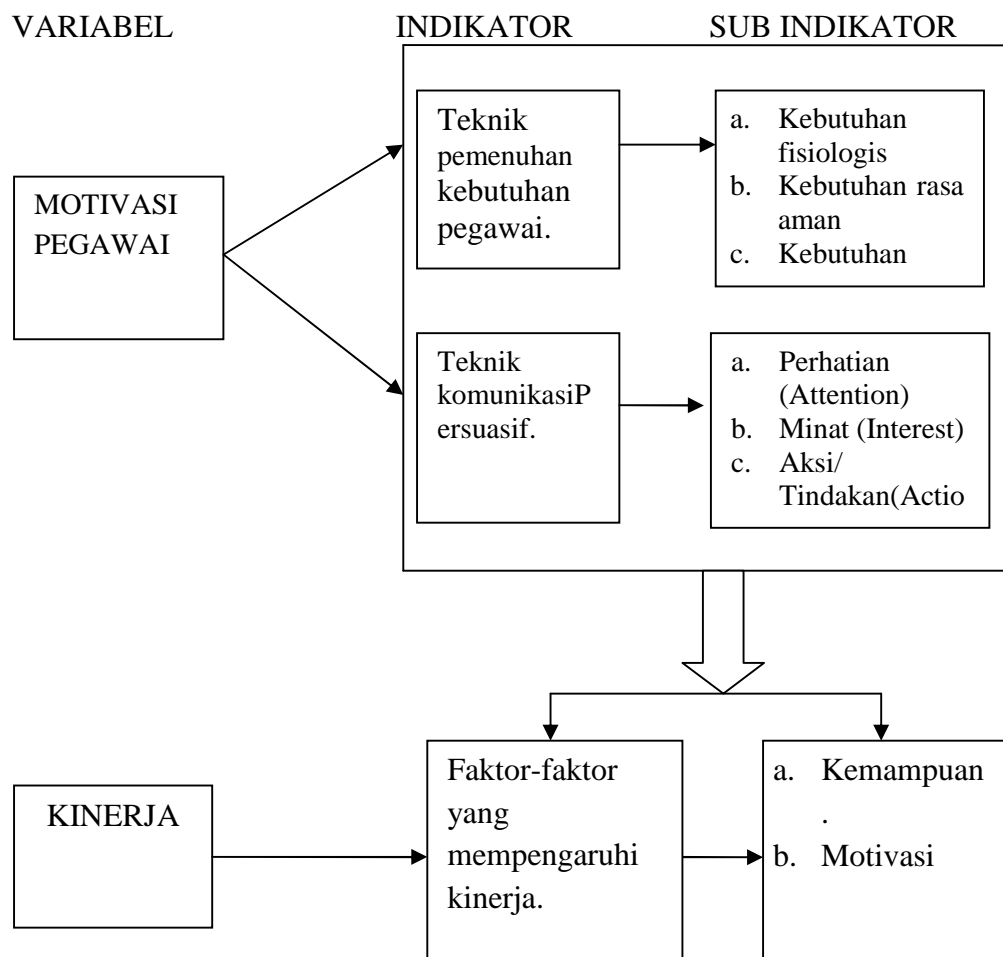 VARIABEL INDIKATOR SUB INDIKATOR
MOTIVASI
PEGAWAI
Teknik
pemenuhan
kebutuhan
pegawai.
a. Kebutuhan
fisiologis
b. Kebutuhan rasa
aman
c. Kebutuhan
Teknik
komunikasiP
ersuasif.
a. Perhatian
(Attention)
b. Minat (Interest)
c. Aksi/
Tindakan(Actio
KINERJA
Faktor-faktor
yang
mempengaruhi
kinerja.
a. Kemampuan
.
b. Motivasi